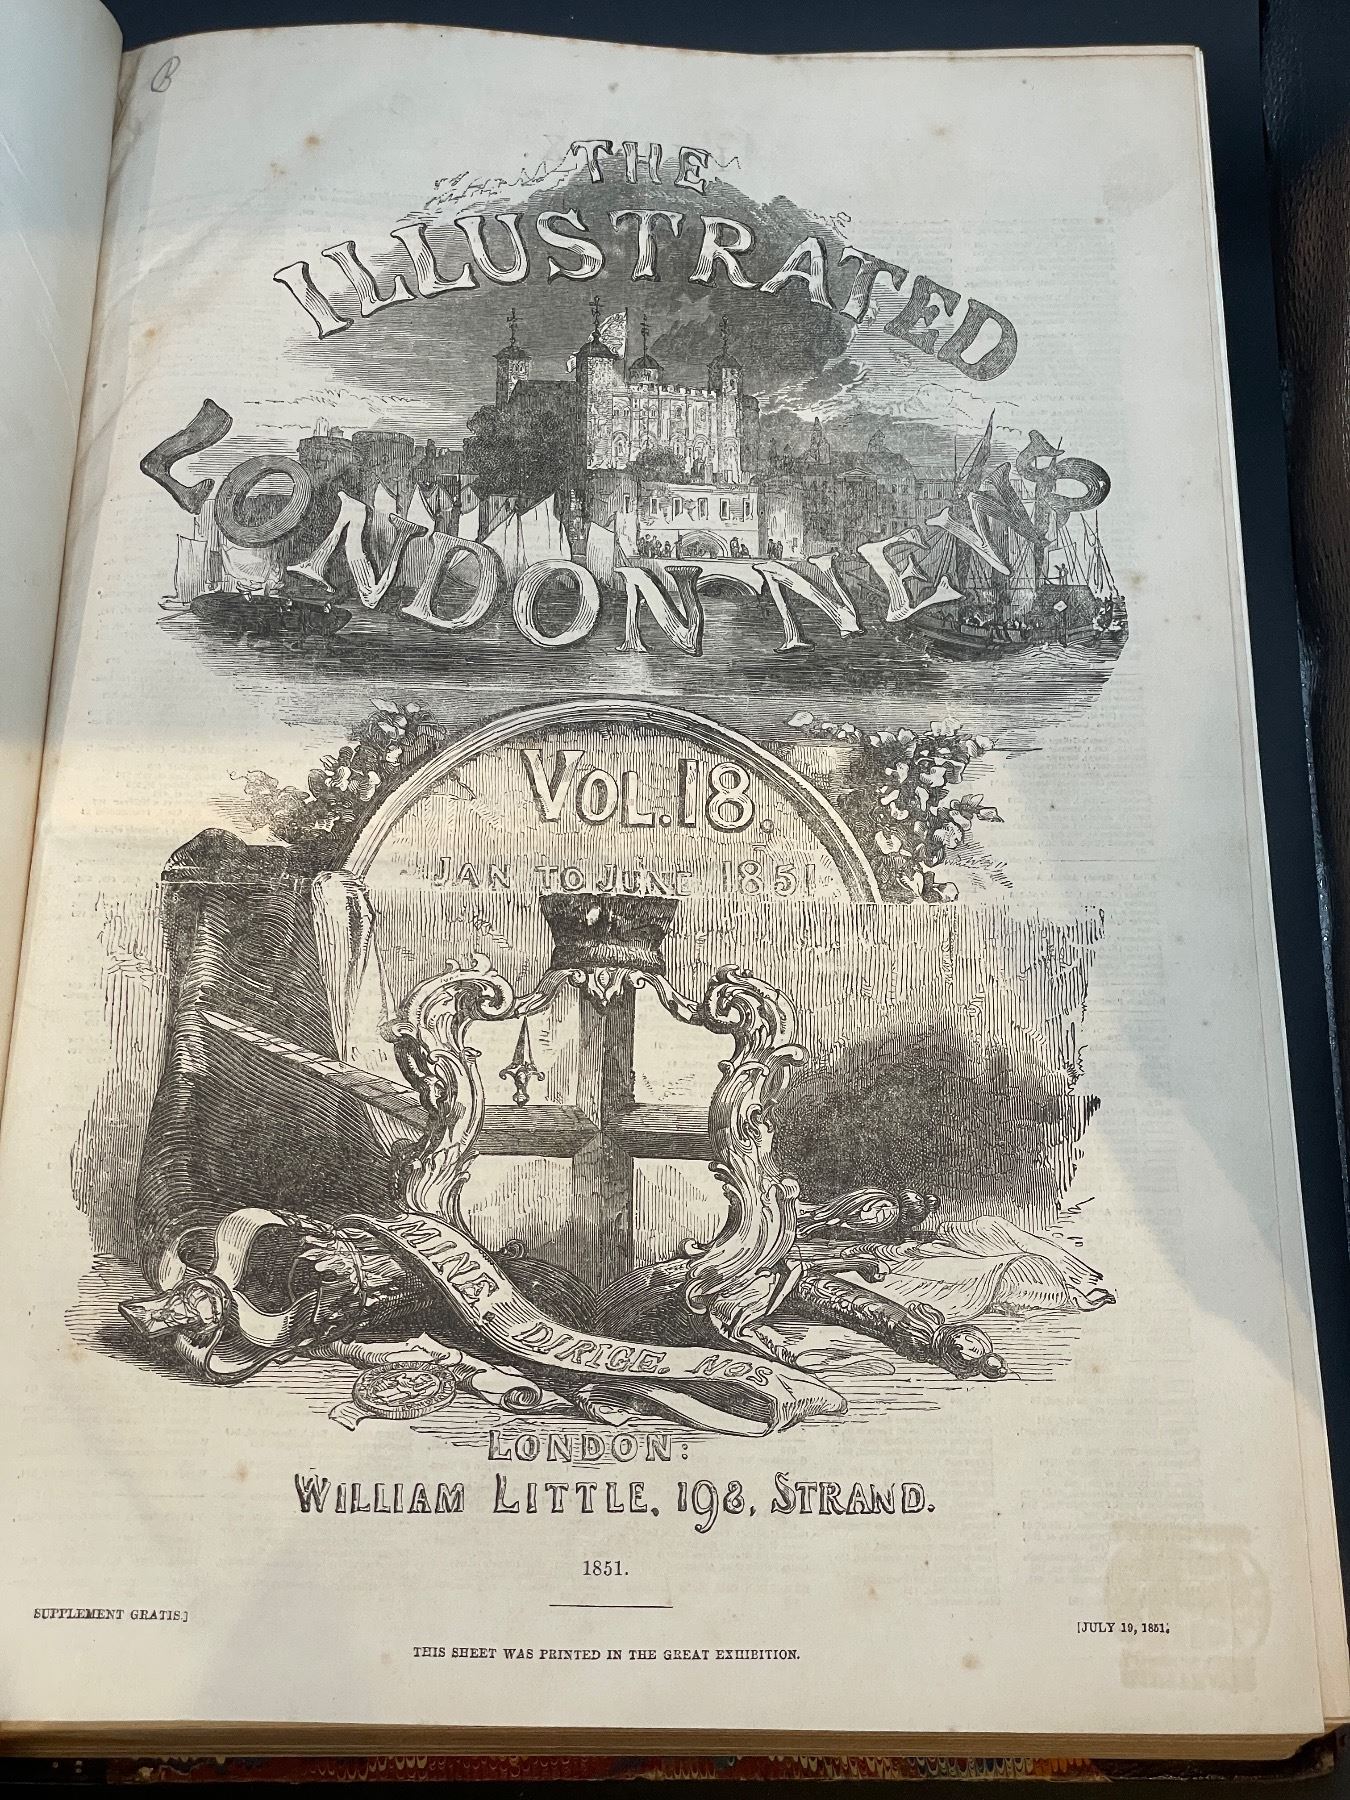 THE
ILLUSTRATED
LONDON NEWS
VOL. 18.
JAN TO JUNE 1851
MINE. DIRIGE. NOS
LONDON:
WILLIAM LITTLE, 198, STRAND.
1851.
SUPPLEMENT GRATIS.]
[JULY 19, 1851.
THIS SHEET WAS PRINTED IN THE GREAT EXHIBITION.